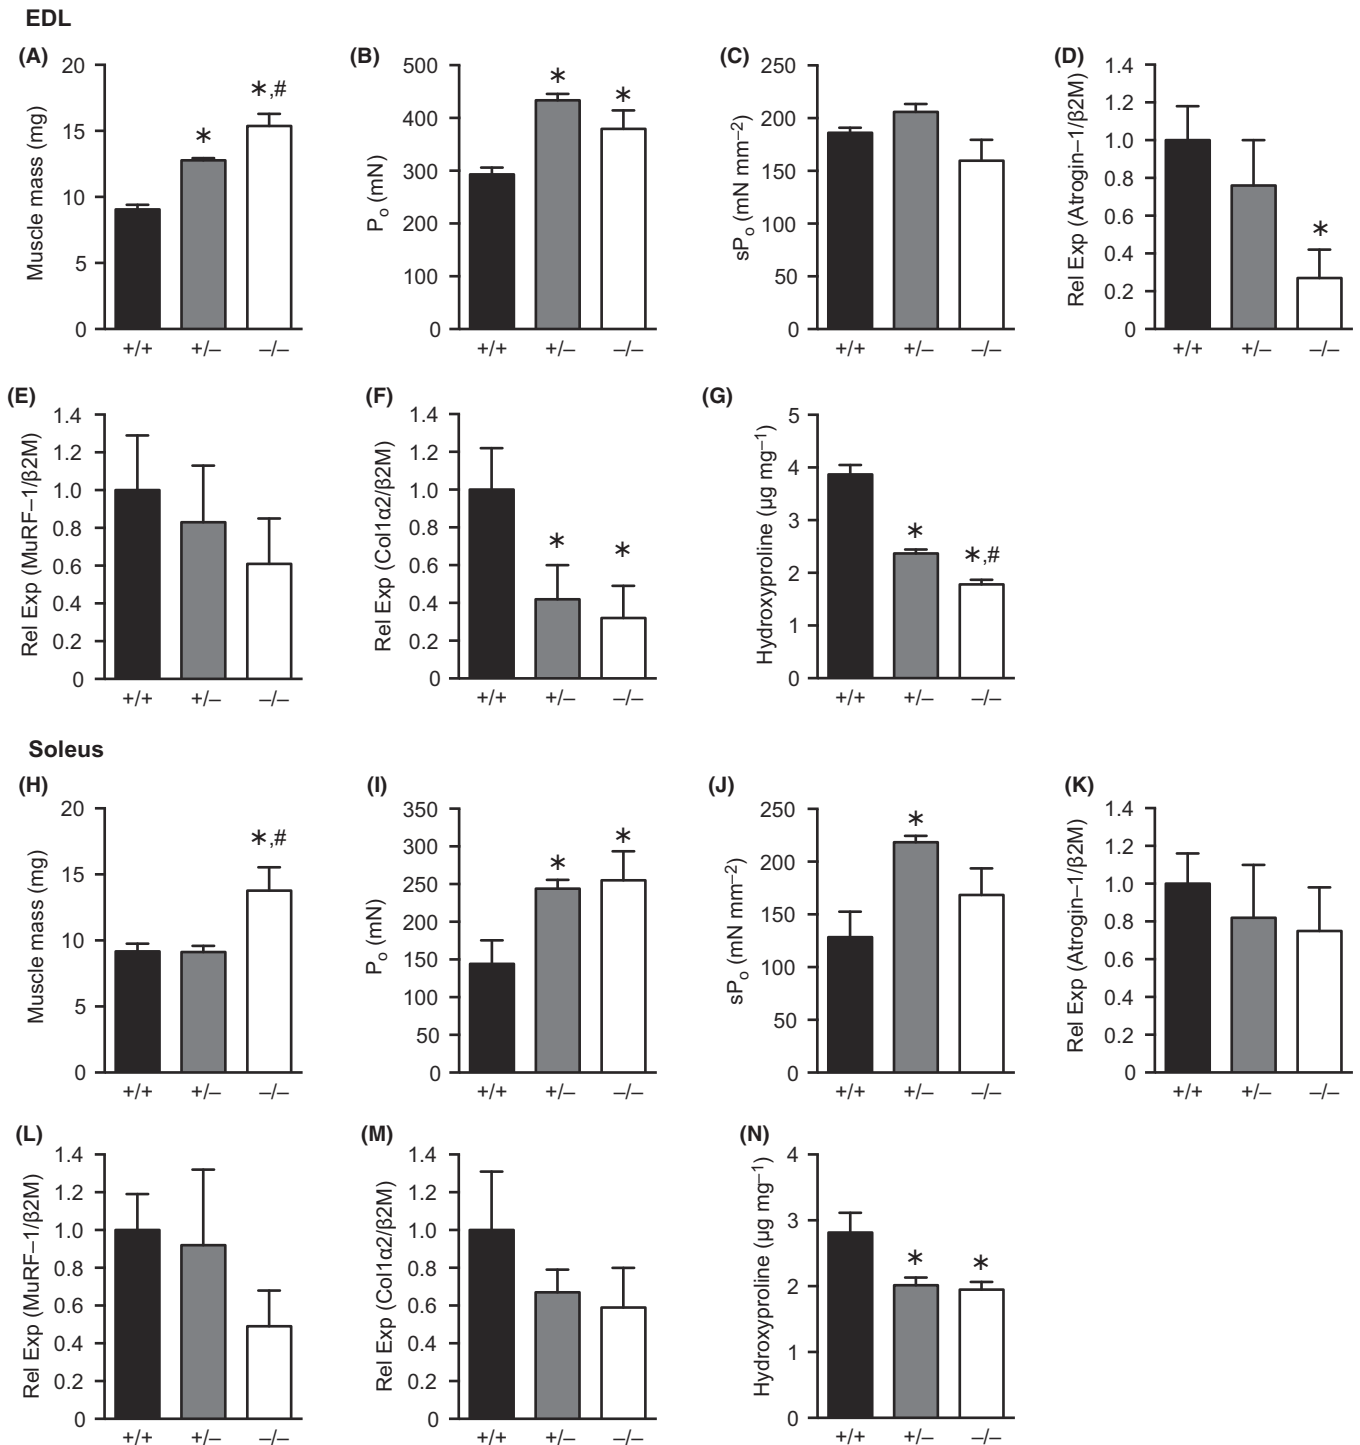 EDL
(A)
Muscle mass (mg)
20
15
10
5
0
*
*,#
+/+ +/– –/–
(B)
Pₒ (mN)
500
400
300
200
100
0
*
*
+/+ +/– –/–
(C)
sPₒ (mN mm⁻²)
250
200
150
100
50
0
+/+ +/– –/–
(D)
Rel Exp (Atrogin–1/β2M)
1.4
1.2
1.0
0.8
0.6
0.4
0.2
0
*
+/+ +/– –/–
(E)
Rel Exp (MuRF–1/β2M)
1.4
1.2
1.0
0.8
0.6
0.4
0.2
0
+/+ +/– –/–
(F)
Rel Exp (Col1α2/β2M)
1.4
1.2
1.0
0.8
0.6
0.4
0.2
0
*
*
+/+ +/– –/–
(G)
Hydroxyproline (µg mg⁻¹)
5
4
3
2
1
0
*
*,#
+/+ +/– –/–
Soleus
(H)
Muscle mass (mg)
20
15
10
5
0
*,#
+/+ +/– –/–
(I)
Pₒ (mN)
350
300
250
200
150
100
50
0
*
*
+/+ +/– –/–
(J)
sPₒ (mN mm⁻²)
250
200
150
100
50
0
*
+/+ +/– –/–
(K)
Rel Exp (Atrogin–1/β2M)
1.4
1.2
1.0
0.8
0.6
0.4
0.2
0
+/+ +/– –/–
(L)
Rel Exp (MuRF–1/β2M)
1.4
1.2
1.0
0.8
0.6
0.4
0.2
0
+/+ +/– –/–
(M)
Rel Exp (Col1α2/β2M)
1.4
1.2
1.0
0.8
0.6
0.4
0.2
0
+/+ +/– –/–
(N)
Hydroxyproline (µg mg⁻¹)
4
3
2
1
0
*
*
+/+ +/– –/–